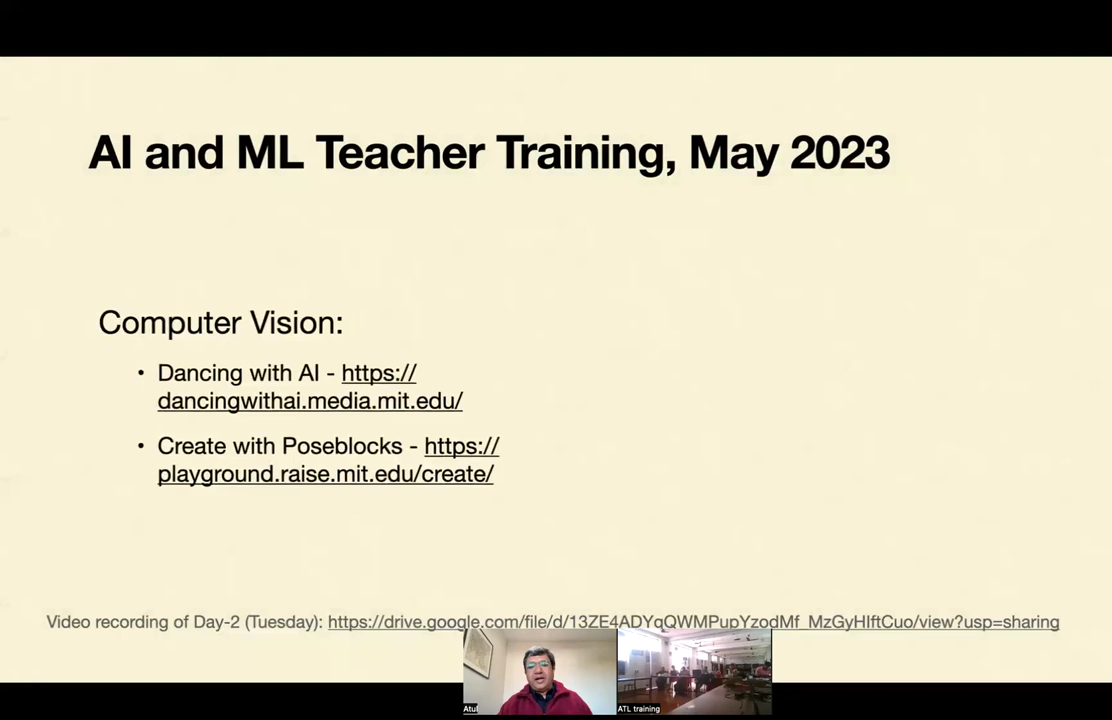 AI and ML Teacher Training, May 2023
Computer Vision:
• Dancing with AI - https://
dancingwithai.media.mit.edu/
• Create with Poseblocks - https://
playground.raise.mit.edu/create/
Video recording of Day-2 (Tuesday): https://drive.google.com/file/d/13ZE4ADYqQWMPupYzodMf_MzGyHIftCuo/view?usp=sharing
Atul
ATL training